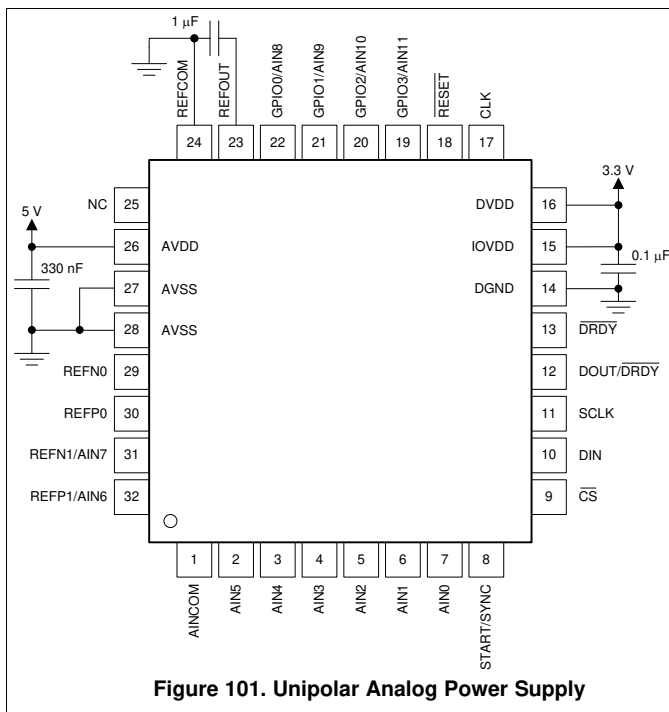 1 μF
REFCOM
REFOUT
GPIO0/AIN8
GPIO1/AIN9
GPIO2/AIN10
GPIO3/AIN11
RESET
CLK
24
23
22
21
20
19
18
17
NC
25
5 V
26
AVDD
330 nF
27
AVSS
28
AVSS
REFN0
29
REFP0
30
REFN1/AIN7
31
REFP1/AIN6
32
3.3 V
DVDD
16
IOVDD
15
0.1 μF
DGND
14
13
DRDY
12
DOUT/DRDY
11
SCLK
10
DIN
9
CS
1
2
3
4
5
6
7
8
AINCOM
AIN5
AIN4
AIN3
AIN2
AIN1
AIN0
START/SYNC
Figure 101. Unipolar Analog Power Supply